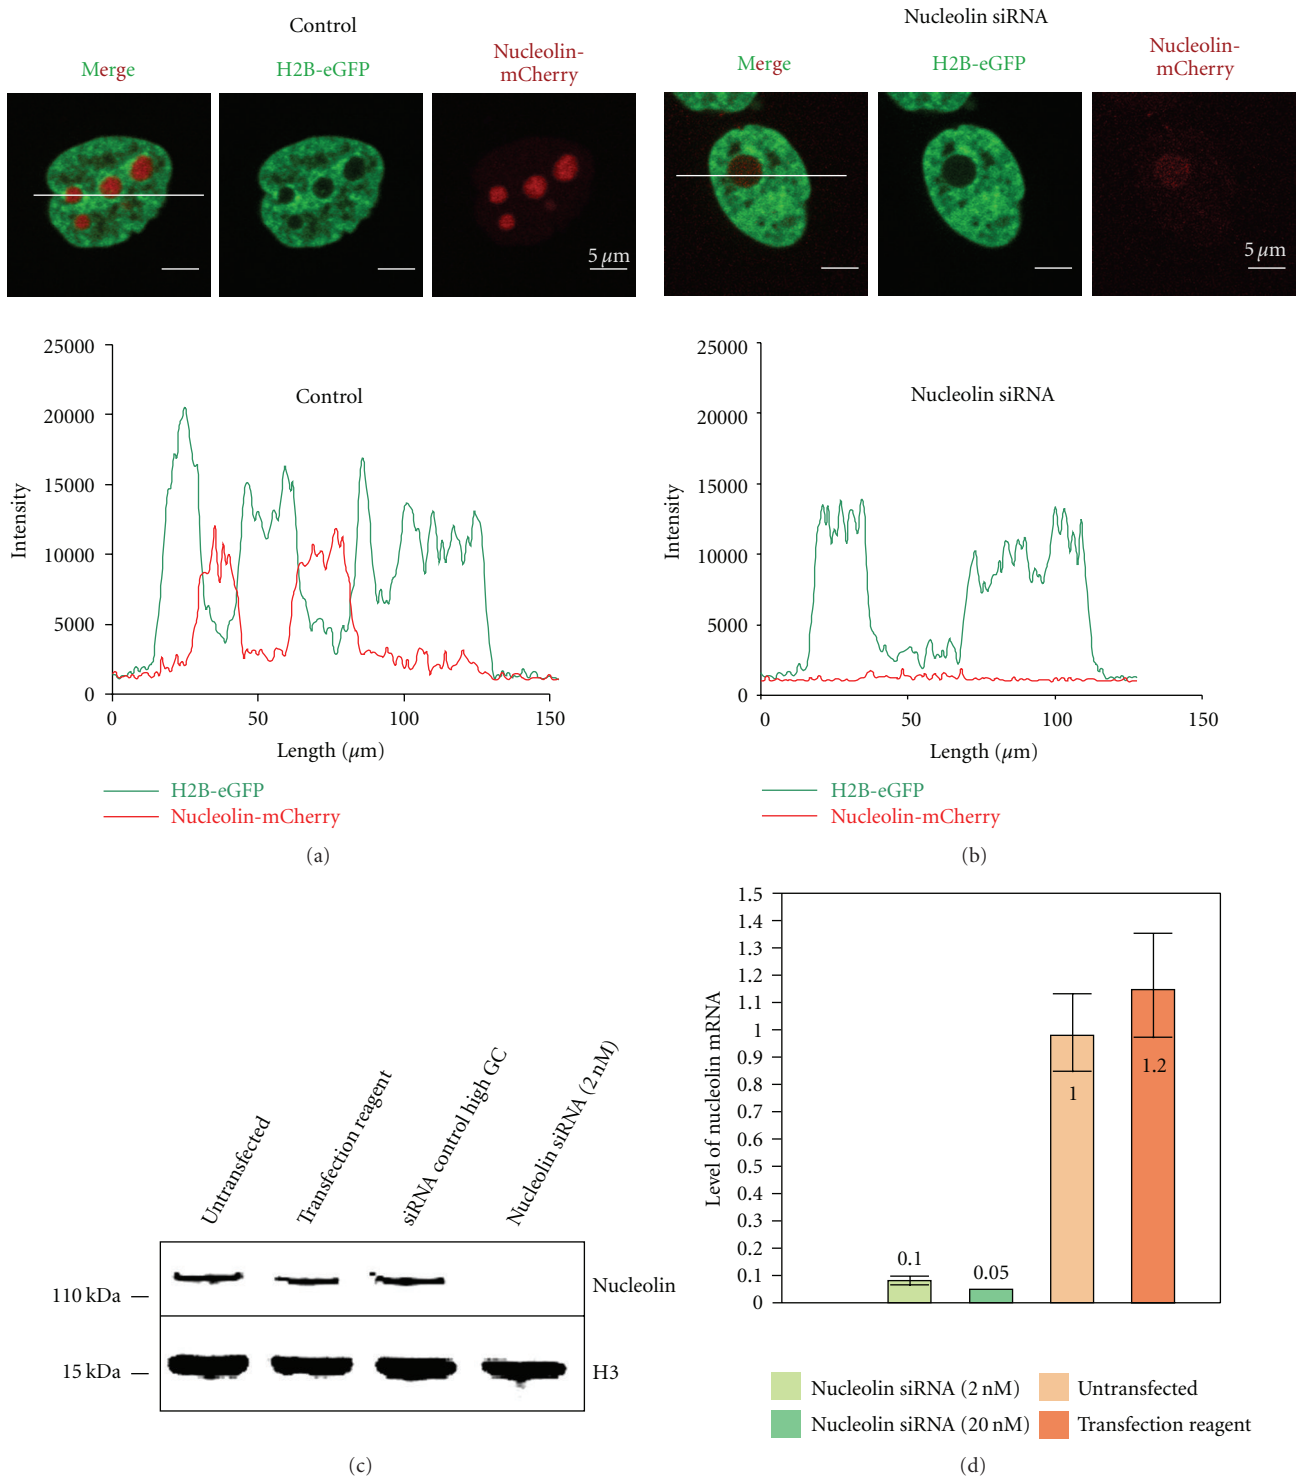 Control
Merge
H2B-eGFP
Nucleolin-
mCherry
5 µm
Nucleolin siRNA
Merge
H2B-eGFP
Nucleolin-
mCherry
5 µm
25000
20000
15000
10000
5000
0
Intensity
Control
0
50
100
150
Length (µm)
H2B-eGFP
Nucleolin-mCherry
(a)
25000
20000
15000
10000
5000
0
Intensity
Nucleolin siRNA
0
50
100
150
Length (µm)
H2B-eGFP
Nucleolin-mCherry
(b)
Untransfected
Transfection reagent
siRNA control high GC
Nucleolin siRNA (2 nM)
110 kDa
Nucleolin
15 kDa
H3
(c)
1.5
1.4
1.3
1.2
1.1
1
0.9
0.8
0.7
0.6
0.5
0.4
0.3
0.2
0.1
0
Level of nucleolin mRNA
0.1
0.05
1
1.2
Nucleolin siRNA (2 nM)
Nucleolin siRNA (20 nM)
Untransfected
Transfection reagent
(d)